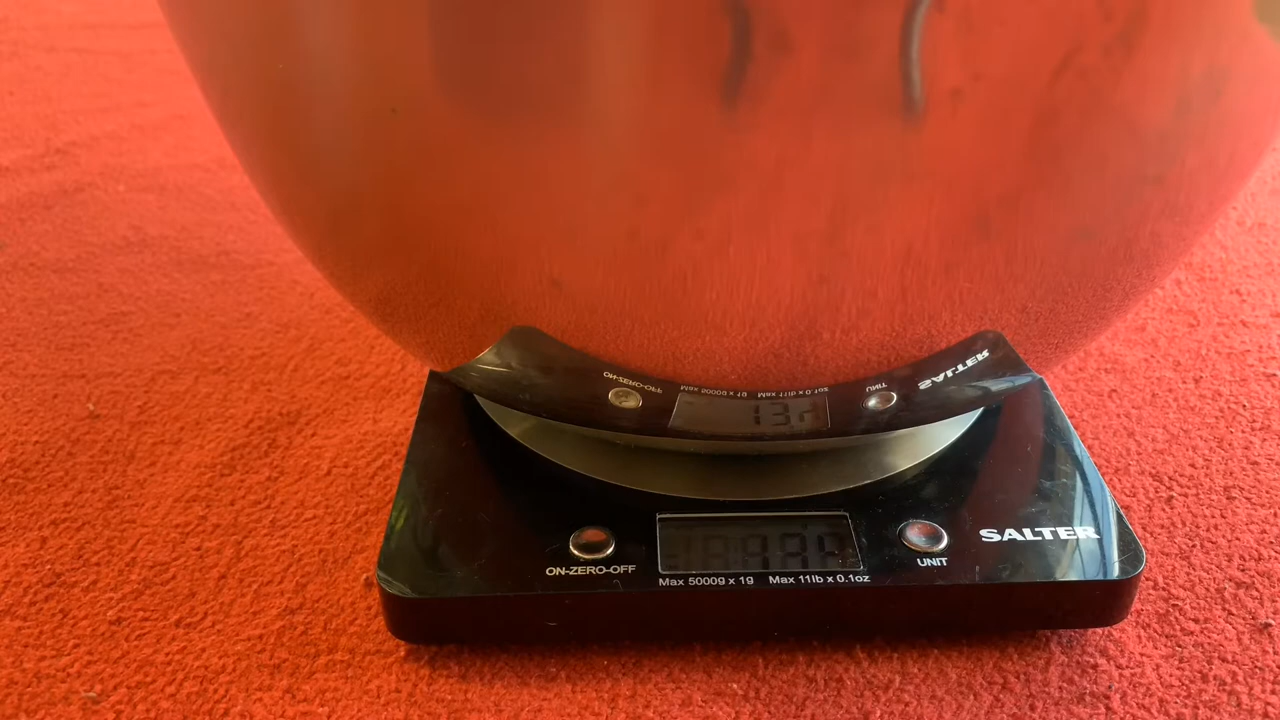 SALTER
ON-ZERO-OFF
UNIT
Max 5000g x 1g Max 11lb x 0.1oz